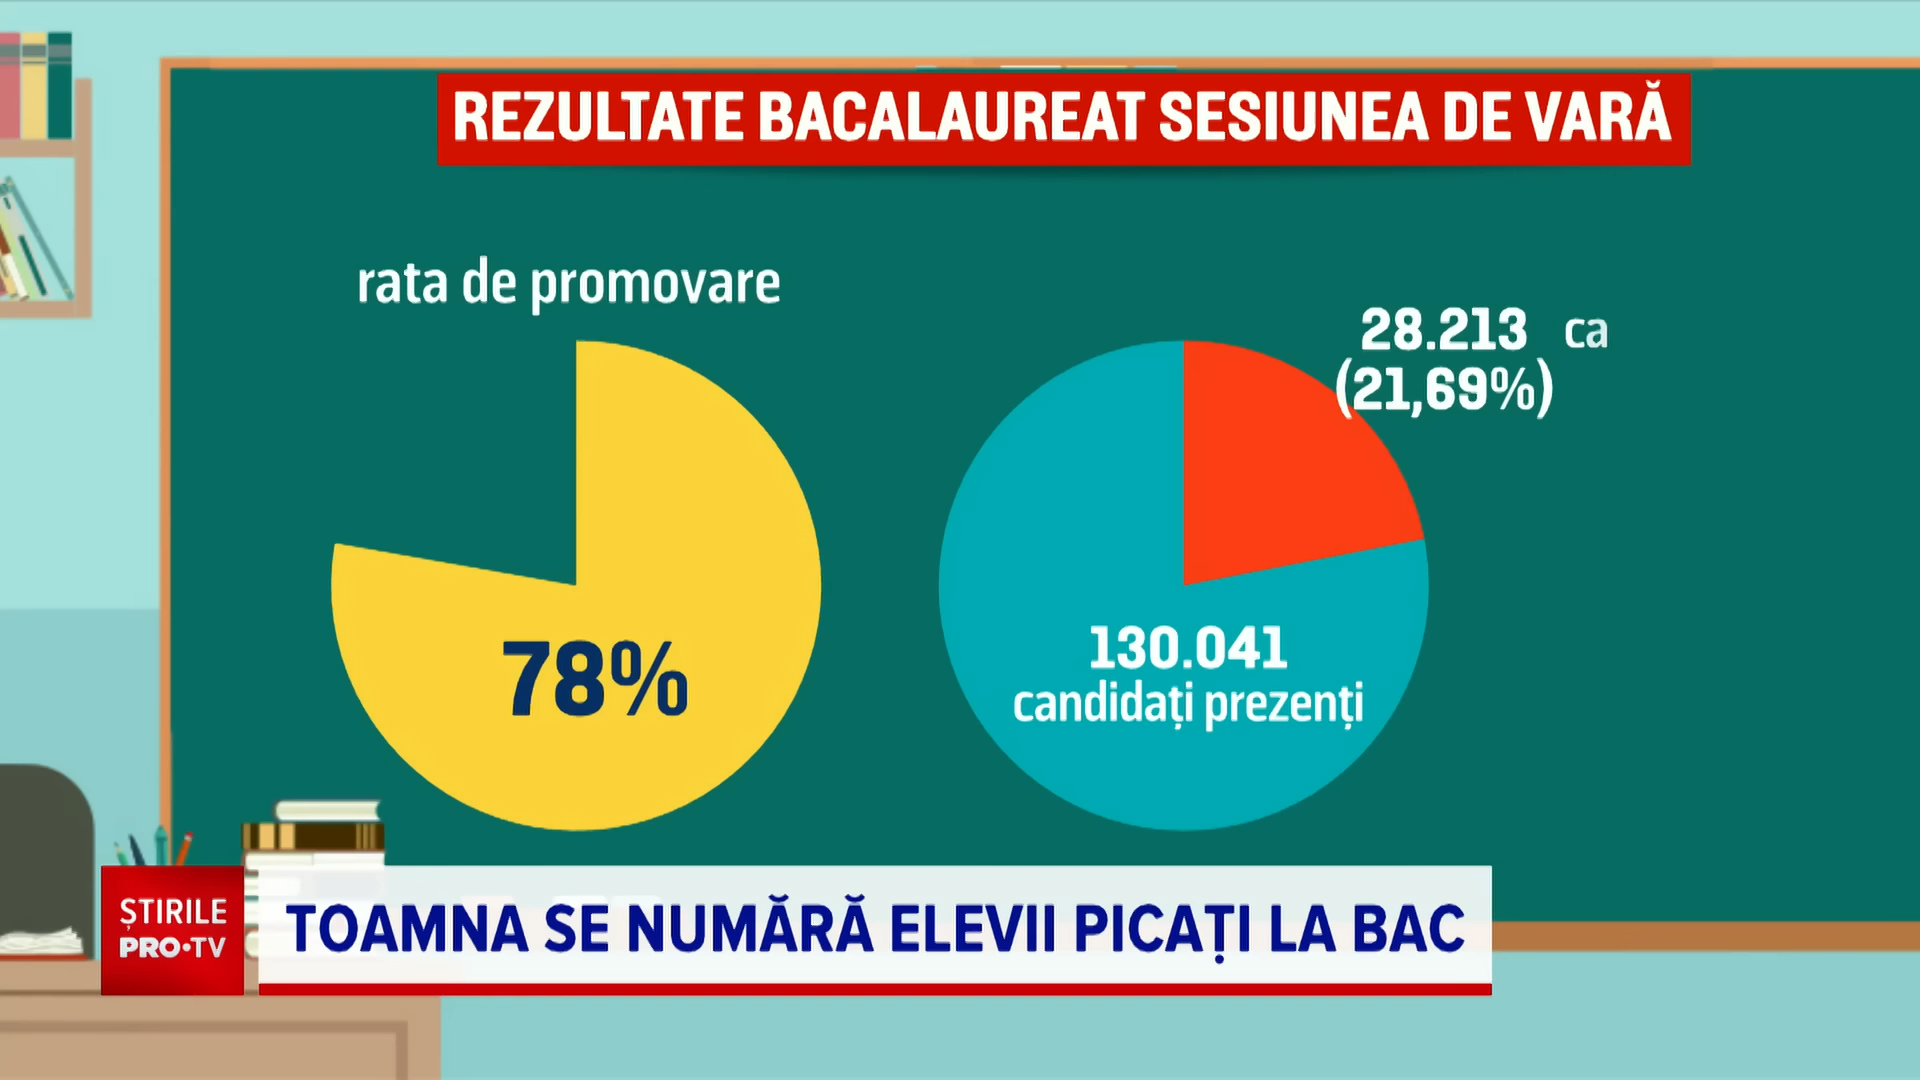 REZULTATE BACALAUREAT SESIUNEA DE VARĂ
rata de promovare
78%
28.213 ca
(21,69%)
130.041
candidați prezenți
ȘTIRILE
PRO•TV
TOAMNA SE NUMĂRĂ ELEVII PICAȚI LA BAC